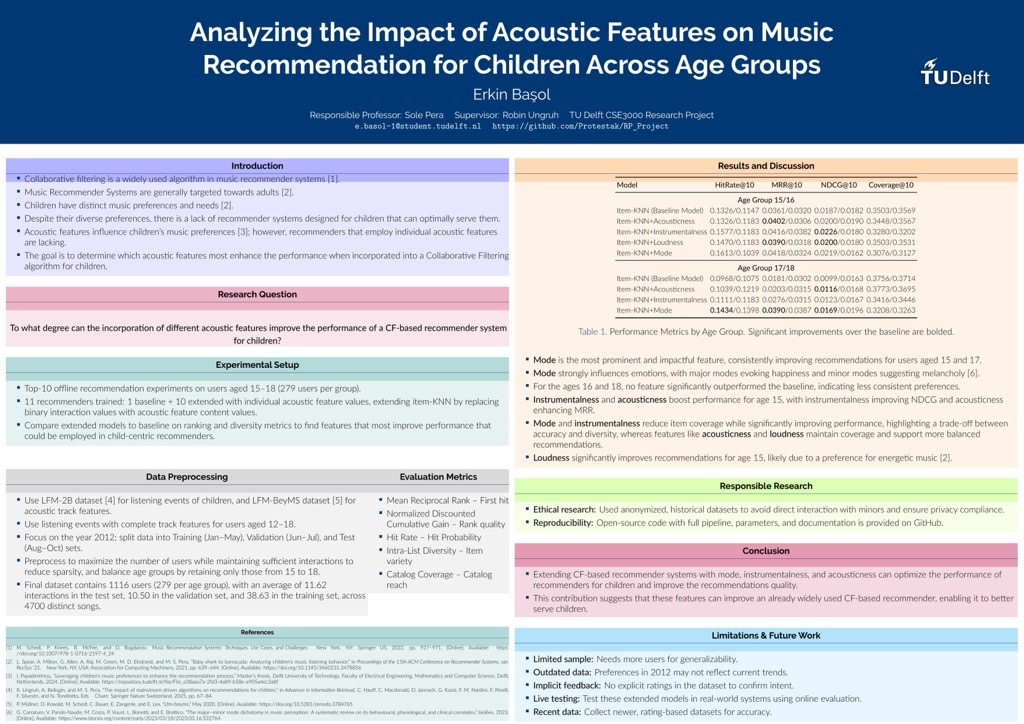 Analyzing the Impact of Acoustic Features on Music
Recommendation for Children Across Age Groups
Erkin Başol
Responsible Professor: Sole Pera Supervisor: Robin Ungruh TU Delft CSE3000 Research Project
e.basol-1@student.tudelft.nl https://github.com/Protestak/RP_Project
TU Delft
Introduction
Collaborative filtering is a widely used algorithm in music recommender systems [1].
Music Recommender Systems are generally targeted towards adults [2].
Children have distinct music preferences and needs [2].
Despite their diverse preferences, there is a lack of recommender systems designed for children that can optimally serve them.
Acoustic features influence children's music preferences [3]; however, recommenders that employ individual acoustic features
are lacking.
The goal is to determine which acoustic features most enhance the performance when incorporated into a Collaborative Filtering
algorithm for children.
Research Question
To what degree can the incorporation of different acoustic features improve the performance of a CF-based recommender system
for children?
Experimental Setup
Top-10 offline recommendation experiments on users aged 15–18 (279 users per group).
11 recommenders trained: 1 baseline + 10 extended with individual acoustic feature values, extending item-KNN by replacing
binary interaction values with acoustic feature content values.
Compare extended models to baseline on ranking and diversity metrics to find features that most improve performance that
could be employed in child-centric recommenders.
Data Preprocessing
Use LFM-2B dataset [4] for listening events of children, and LFM-BeyMS dataset [5] for
acoustic track features.
Use listening events with complete track features for users aged 12–18.
Focus on the year 2012; split data into Training (Jan–May), Validation (Jun–Jul), and Test
(Aug–Oct) sets.
Preprocess to maximize the number of users while maintaining sufficient interactions to
reduce sparsity, and balance age groups by retaining only those from 15 to 18.
Final dataset contains 1116 users (279 per age group), with an average of 11.62
interactions in the test set, 10.50 in the validation set, and 38.63 in the training set, across
4700 distinct songs.
Evaluation Metrics
Mean Reciprocal Rank – First hit
Normalized Discounted
Cumulative Gain – Rank quality
Hit Rate – Hit Probability
Intra-List Diversity – Item
variety
Catalog Coverage – Catalog
reach
References
[1] M. Schedl, P. Knees, B. McFee, and D. Bogdanov. Music Recommendation Systems: Techniques, Use Cases, and Challenges. New York, NY: Springer US, 2022, pp. 927–971. [Online]. Available: https:
//doi.org/10.1007/978-1-0716-2197-4_24
[2] L. Spear, A. Milton, G. Allen, A. Raj, M. Green, M. D. Ekstrand, and M. S. Pera, "Baby shark to barracuda: Analyzing children's music listening behavior," in Proceedings of the 15th ACM Conference on Recommender Systems, ser.
RecSys '21. New York, NY, USA: Association for Computing Machinery, 2021, pp. 639–644. [Online]. Available: https://doi.org/10.1145/3460231.3478856
[3] I. Papadimitriou, "Leveraging children's music preferences to enhance the recommendation process," Master's thesis, Delft University of Technology, Faculty of Electrical Engineering, Mathematics and Computer Science, Delft,
Netherlands, 2024. [Online]. Available:
[4] R. Ungruh, A. Bellogín, and M. S. Pera, "The impact of mainstream-driven algorithms on recommendations for children," in Advances in Information Retrieval, C. Hauff, C. Macdonald, D. Jannach, G. Kazai, F. M. Nardini, F. Pinelli,
F. Silvestri, and N. Tonellotto, Eds. Cham: Springer Nature Switzerland, 2025, pp. 67–84.
[5] P. Müllner, D. Kowald, M. Schedl, C. Bauer, E. Zangerle, and E. Lex, "Lfm-beyms," May 2020. [Online]. Available: https://doi.org/10.5281/zenodo.3784765
[6] G. Carraturo, V. Pando-Naude, M. Costa, P. Vuust, L. Bonetti, and E. Brattico, "The major-minor mode dichotomy in music perception: A systematic review on its behavioural, physiological, and clinical correlates," bioRxiv, 2023.
[Online]. Available: https://www.biorxiv.org/content/early/2023/03/18/2023.03.16.532764
Results and Discussion
Model HitRate@10 MRR@10 NDCG@10 Coverage@10
Age Group 15/16
Item-KNN (Baseline Model) 0.1326/0.1147 0.0361/0.0320 0.0187/0.0182 0.3503/0.3569
Item-KNN+Acousticness 0.1326/0.1183 0.0402/0.0306 0.0200/0.0190 0.3448/0.3567
Item-KNN+Instrumentalness 0.1577/0.1183 0.0416/0.0382 0.0226/0.0180 0.3280/0.3202
Item-KNN+Loudness 0.1470/0.1183 0.0390/0.0318 0.0200/0.0180 0.3503/0.3531
Item-KNN+Mode 0.1613/0.1039 0.0418/0.0324 0.0219/0.0162 0.3076/0.3127
Age Group 17/18
Item-KNN (Baseline Model) 0.0968/0.1075 0.0181/0.0302 0.0099/0.0163 0.3756/0.3714
Item-KNN+Acousticness 0.1039/0.1219 0.0203/0.0315 0.0116/0.0168 0.3773/0.3695
Item-KNN+Instrumentalness 0.1111/0.1183 0.0276/0.0315 0.0123/0.0167 0.3416/0.3446
Item-KNN+Mode 0.1434/0.1398 0.0390/0.0387 0.0169/0.0196 0.3208/0.3263
Table 1. Performance Metrics by Age Group. Significant improvements over the baseline are bolded.
Mode is the most prominent and impactful feature, consistently improving recommendations for users aged 15 and 17.
Mode strongly influences emotions, with major modes evoking happiness and minor modes suggesting melancholy [6].
For the ages 16 and 18, no feature significantly outperformed the baseline, indicating less consistent preferences.
Instrumentalness and acousticness boost performance for age 15, with instrumentalness improving NDCG and acousticness
enhancing MRR.
Mode and instrumentalness reduce item coverage while significantly improving performance, highlighting a trade-off between
accuracy and diversity, whereas features like acousticness and loudness maintain coverage and support more balanced
recommendations.
Loudness significantly improves recommendations for age 15, likely due to a preference for energetic music [2].
Responsible Research
Ethical research: Used anonymized, historical datasets to avoid direct interaction with minors and ensure privacy compliance.
Reproducibility: Open-source code with full pipeline, parameters, and documentation is provided on GitHub.
Conclusion
Extending CF-based recommender systems with mode, instrumentalness, and acousticness can optimize the performance of
recommenders for children and improve the recommendations quality.
This contribution suggests that these features can improve an already widely used CF-based recommender, enabling it to better
serve children.
Limitations & Future Work
Limited sample: Needs more users for generalizability.
Outdated data: Preferences in 2012 may not reflect current trends.
Implicit feedback: No explicit ratings in the dataset to confirm intent.
Live testing: Test these extended models in real-world systems using online evaluation.
Recent data: Collect newer, rating-based datasets for accuracy.